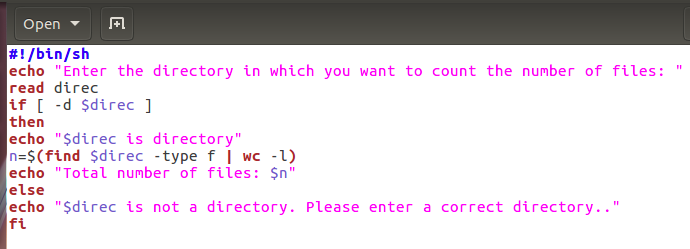 Open
#!/bin/sh
echo "Enter the directory in which you want to count the number of files: "
read direc
if [ -d $direc ]
then
echo "$direc is directory"
n=$(find $direc -type f | wc -l)
echo "Total number of files: $n"
else
echo "$direc is not a directory. Please enter a correct directory.."
fi